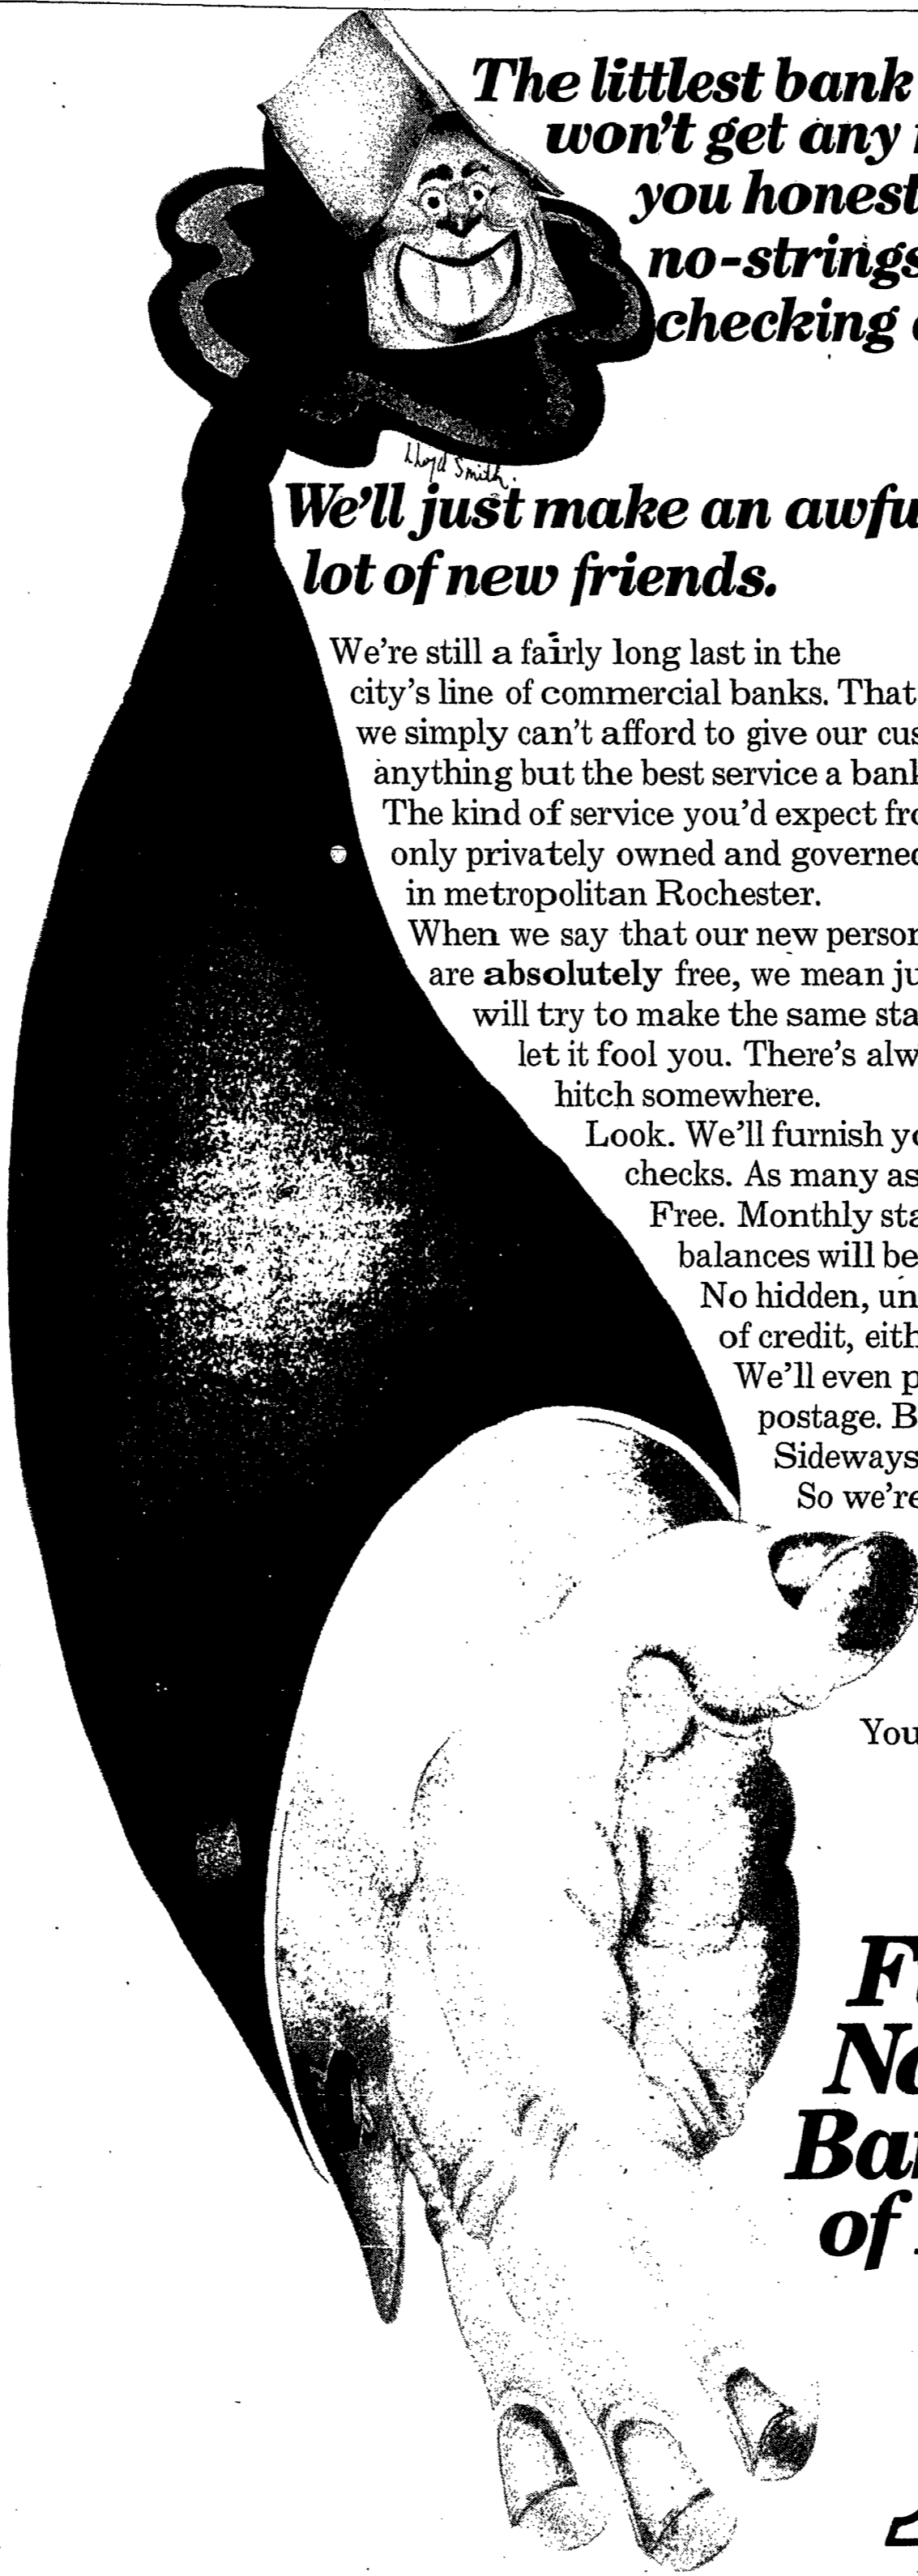 The littlest bank
won't get any
you honest
no-strings
checking
Lloyd Smith.
We'll just make an awfu
lot of new friends.
We're still a fairly long last in the
city's line of commercial banks. That
we simply can't afford to give our cus
anything but the best service a bank
The kind of service you'd expect fro
only privately owned and governed
in metropolitan Rochester.
When we say that our new person
are absolutely free, we mean ju
will try to make the same sta
let it fool you. There's alw
hitch somewhere.
Look. We'll furnish yo
checks. As many as
Free. Monthly sta
balances will be
No hidden, un
of credit, eith
We'll even p
postage. B
Sideways
So we're
You
F
Na
Ban
of